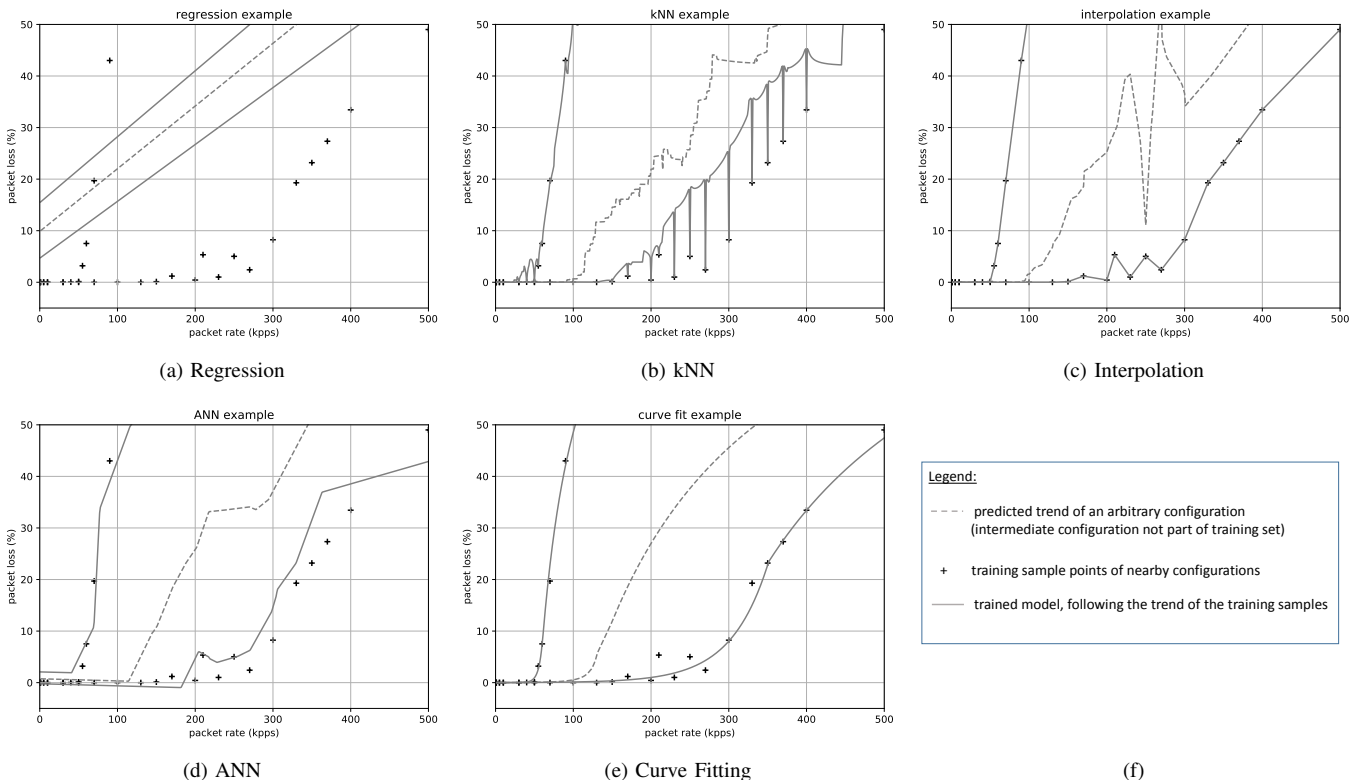 regression example
50
40
30
20
10
0
packet loss (%)
0 100 200 300 400 500
packet rate (kpps)
(a) Regression
kNN example
50
40
30
20
10
0
packet loss (%)
0 100 200 300 400 500
packet rate (kpps)
(b) kNN
interpolation example
50
40
30
20
10
0
packet loss (%)
0 100 200 300 400 500
packet rate (kpps)
(c) Interpolation
ANN example
50
40
30
20
10
0
packet loss (%)
0 100 200 300 400 500
packet rate (kpps)
(d) ANN
curve fit example
50
40
30
20
10
0
packet loss (%)
0 100 200 300 400 500
packet rate (kpps)
(e) Curve Fitting
Legend:
predicted trend of an arbitrary configuration
(intermediate configuration not part of training set)
training sample points of nearby configurations
trained model, following the trend of the training samples
(f)